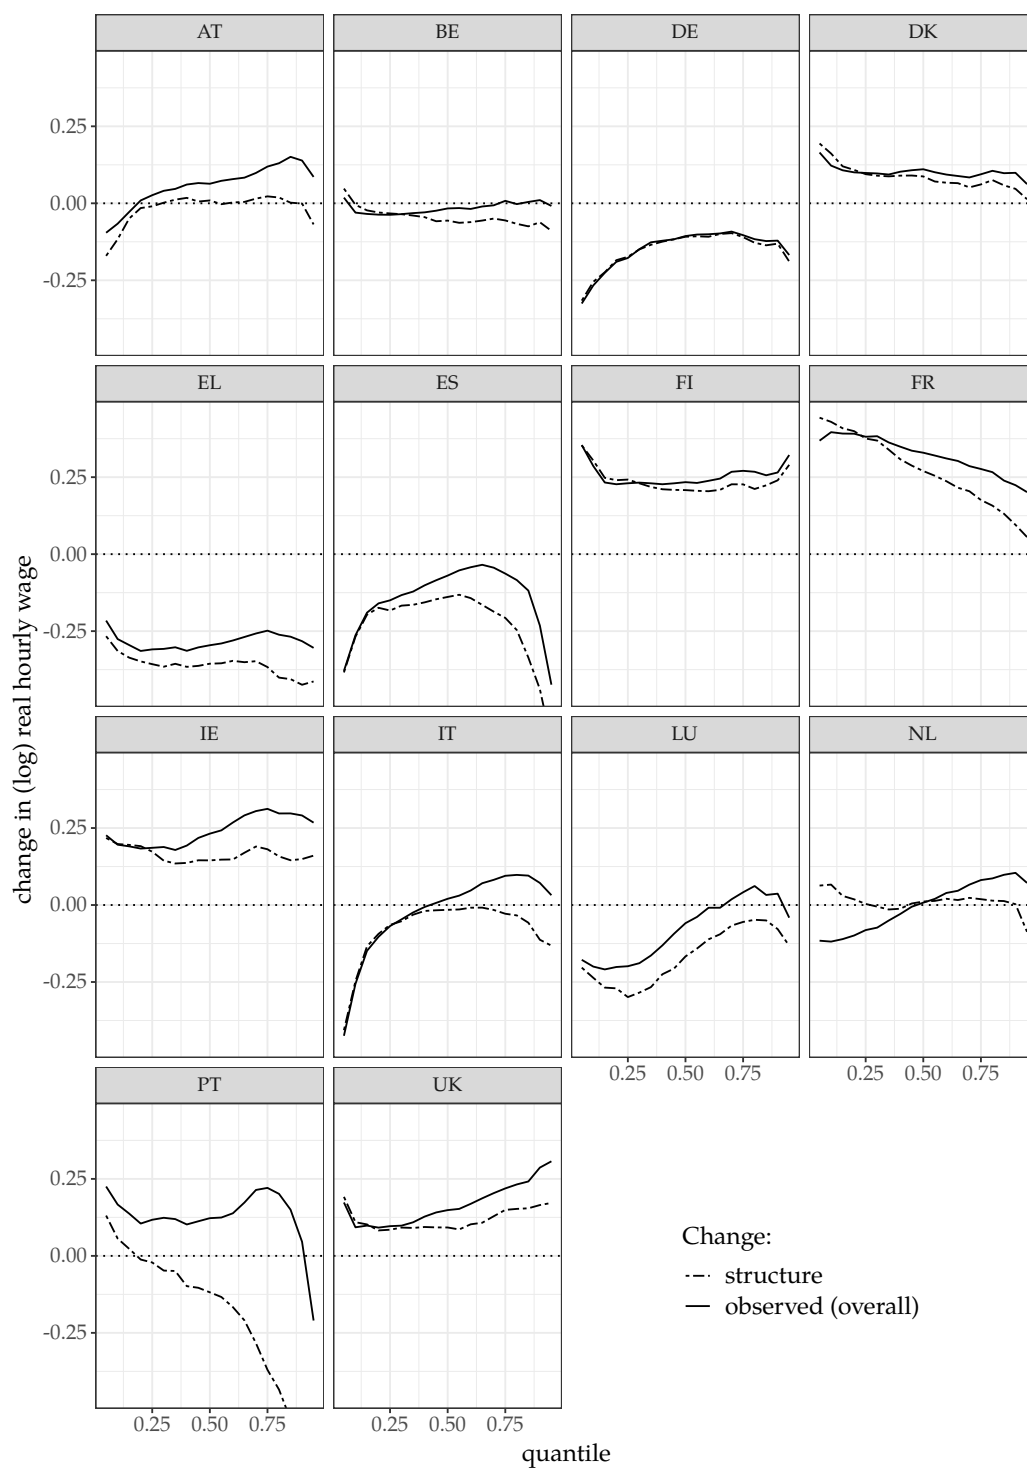 AT BE DE DK
0.25
0.00
-0.25
EL ES FI FR
0.25
0.00
-0.25
IE IT LU NL
0.25
0.00
-0.25
0.25 0.50 0.75 0.25 0.50 0.75
PT UK
0.25
0.00
-0.25
0.25 0.50 0.75 0.25 0.50 0.75
change in (log) real hourly wage
quantile
Change:
structure
observed (overall)